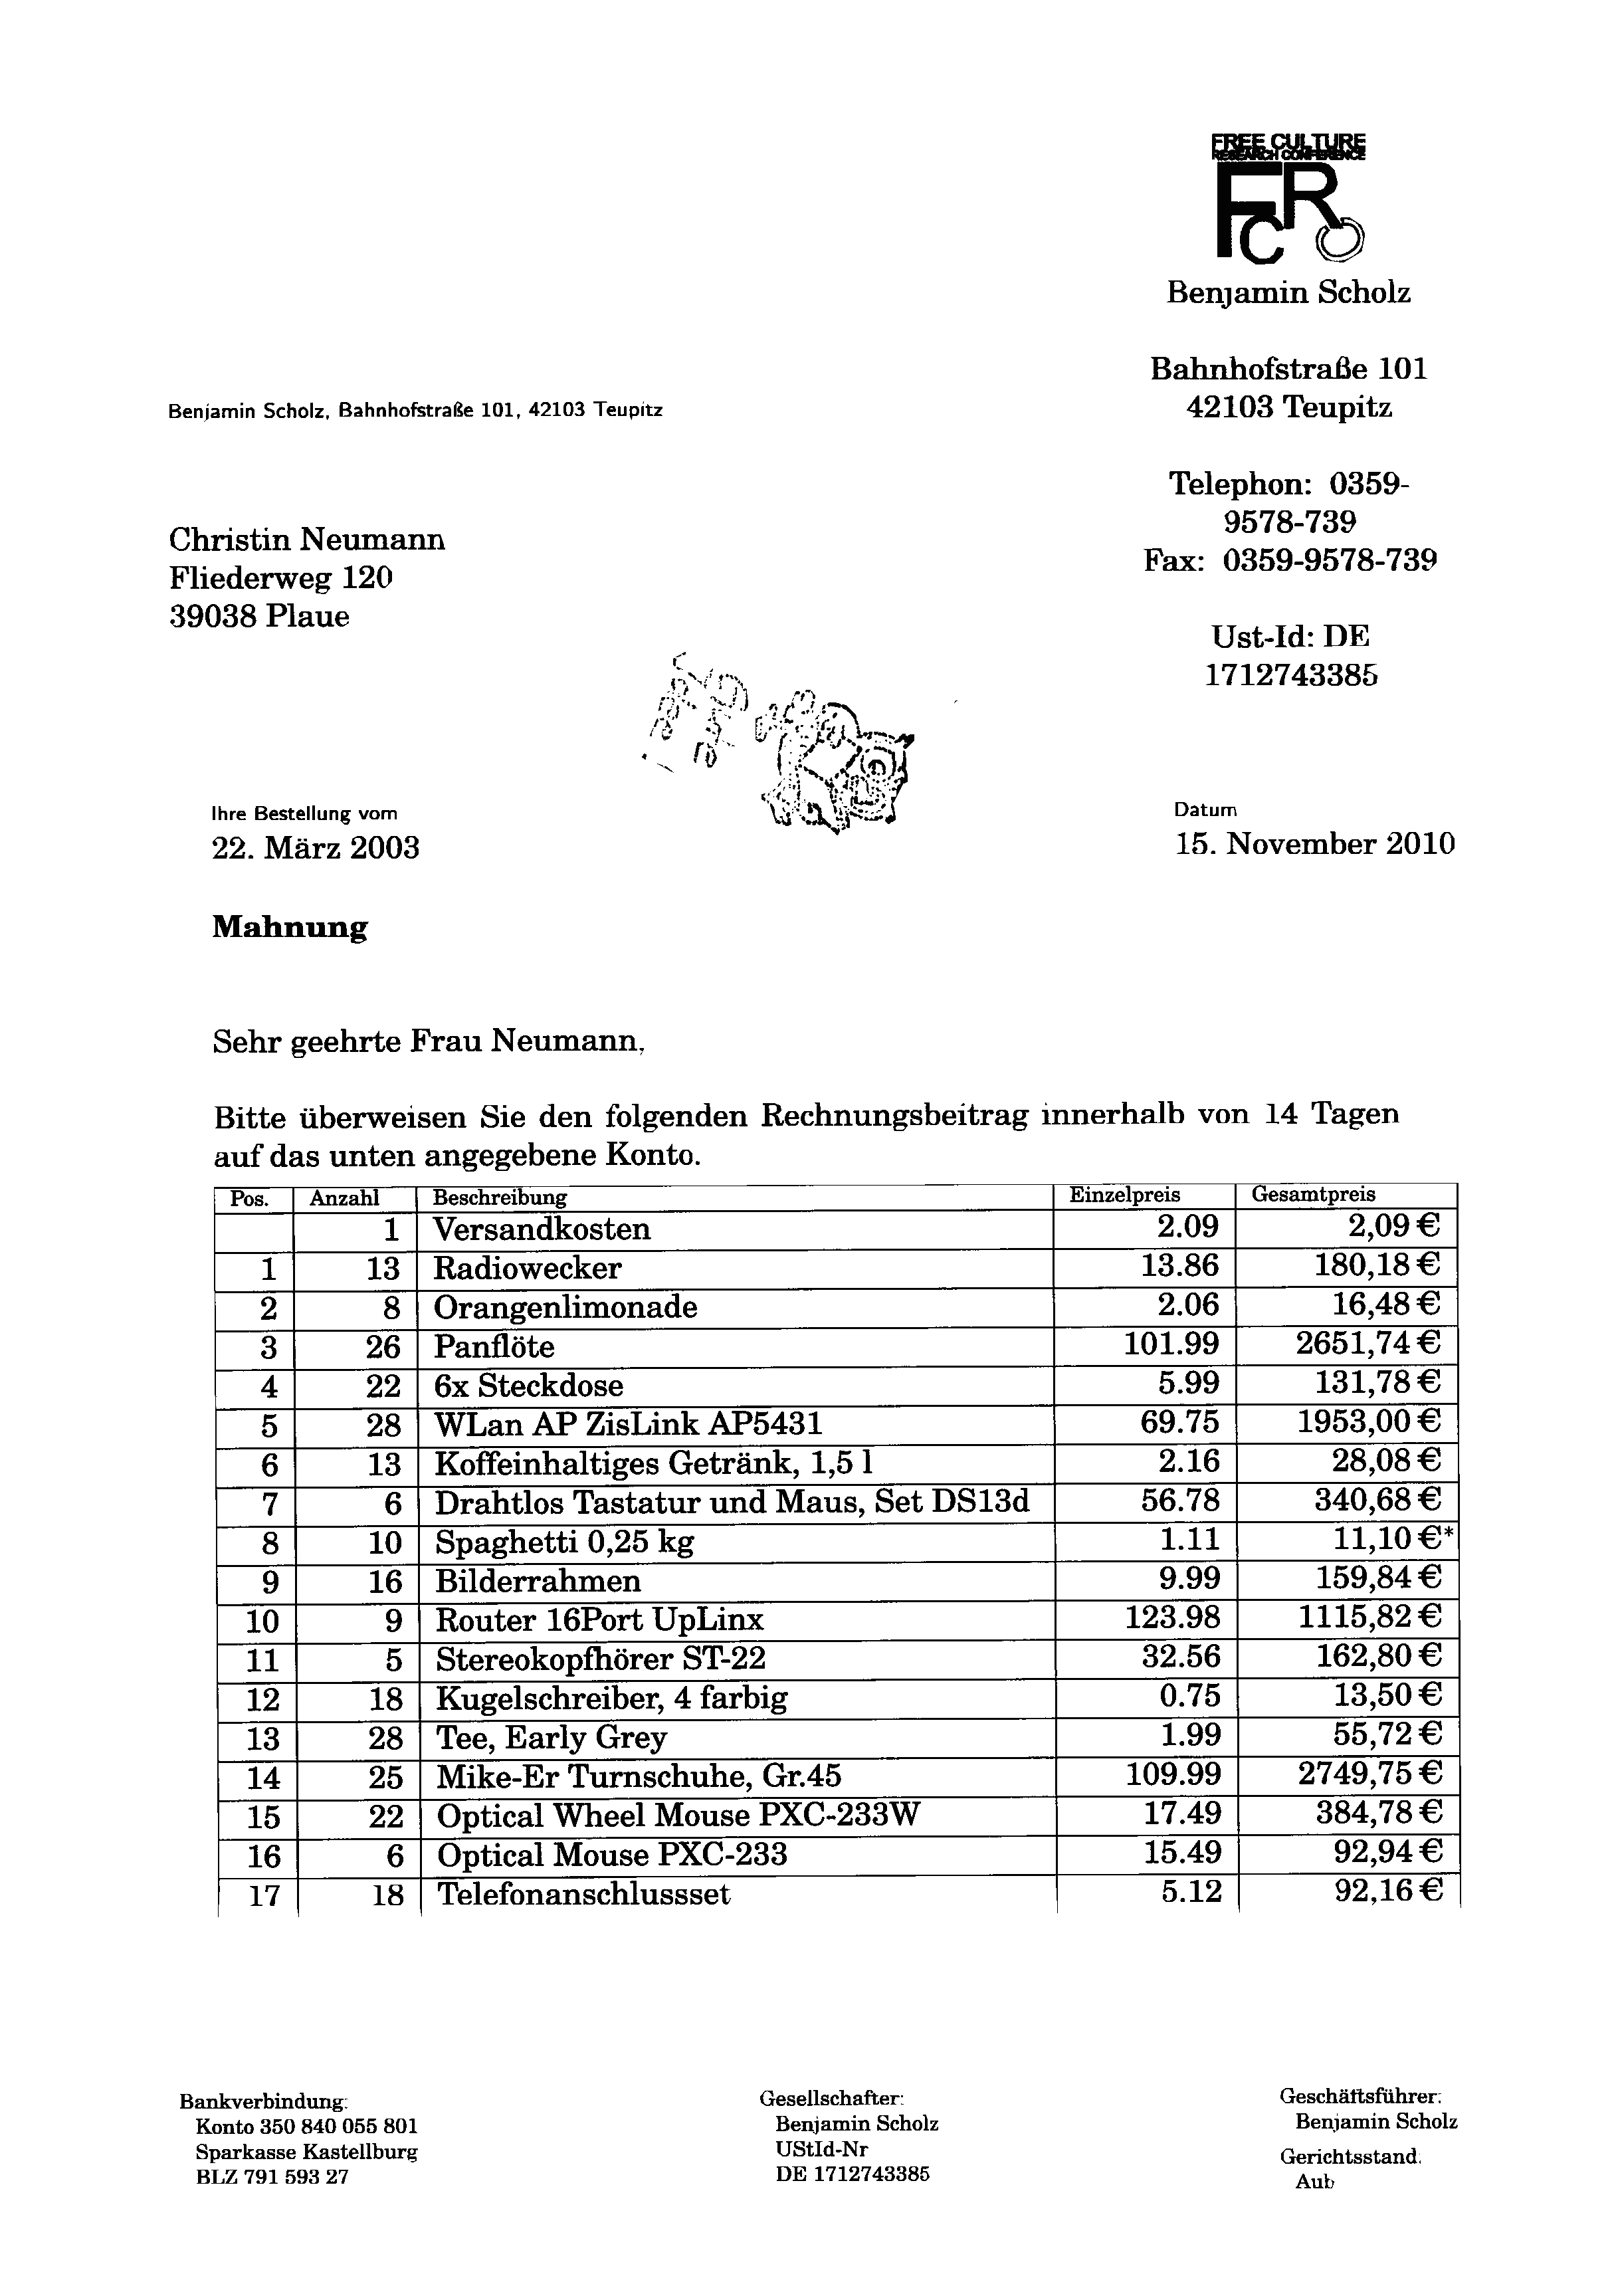 FREE CULTURE
RESEARCH CONFERENCE
FCRC
Benjamin Scholz
Bahnhofstraße 101
42103 Teupitz
Benjamin Scholz, Bahnhofstraße 101, 42103 Teupitz
Telephon: 0359-
9578-739
Fax: 0359-9578-739
Christin Neumann
Fliederweg 120
39038 Plaue
Ust-Id: DE
1712743385
Ihre Bestellung vom
22. März 2003
Datum
15. November 2010
Mahnung
Sehr geehrte Frau Neumann,
Bitte überweisen Sie den folgenden Rechnungsbeitrag innerhalb von 14 Tagen
auf das unten angegebene Konto.
Pos. Anzahl Beschreibung Einzelpreis Gesamtpreis
1 Versandkosten 2.09 2,09 €
1 13 Radiowecker 13.86 180,18 €
2 8 Orangenlimonade 2.06 16,48 €
3 26 Panflöte 101.99 2651,74 €
4 22 6x Steckdose 5.99 131,78 €
5 28 WLan AP ZisLink AP5431 69.75 1953,00 €
6 13 Koffeinhaltiges Getränk, 1,5 l 2.16 28,08 €
7 6 Drahtlos Tastatur und Maus, Set DS13d 56.78 340,68 €
8 10 Spaghetti 0,25 kg 1.11 11,10 €*
9 16 Bilderrahmen 9.99 159,84 €
10 9 Router 16Port UpLinx 123.98 1115,82 €
11 5 Stereokopfhörer ST-22 32.56 162,80 €
12 18 Kugelschreiber, 4 farbig 0.75 13,50 €
13 28 Tee, Early Grey 1.99 55,72 €
14 25 Mike-Er Turnschuhe, Gr.45 109.99 2749,75 €
15 22 Optical Wheel Mouse PXC-233W 17.49 384,78 €
16 6 Optical Mouse PXC-233 15.49 92,94 €
17 18 Telefonanschlussset 5.12 92,16 €
Bankverbindung:
Konto 350 840 055 801
Sparkasse Kastellburg
BLZ 791 593 27
Gesellschafter:
Benjamin Scholz
UStId-Nr
DE 1712743385
Geschäftsführer:
Benjamin Scholz
Gerichtsstand:
Aub